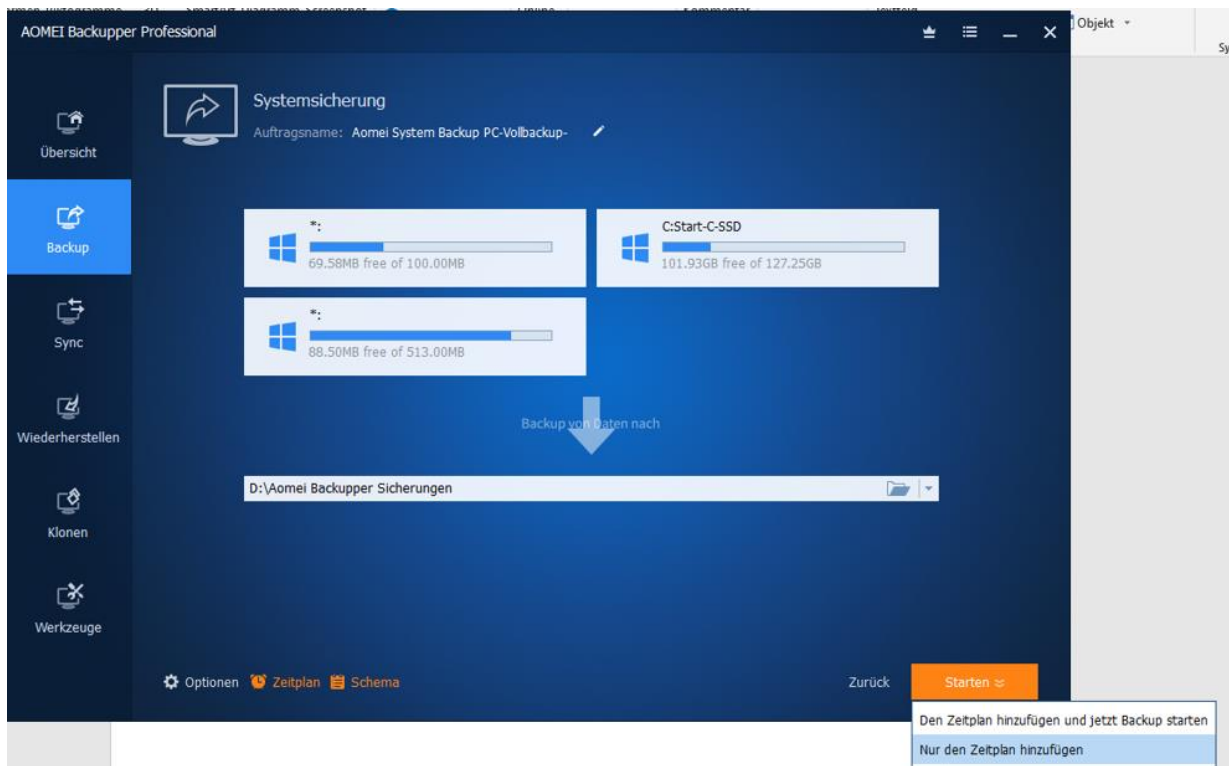 AOMEI Backupper Professional
Objekt
Sy
Systemsicherung
Auftragsname: Aomei System Backup PC-Vollbackup-
Übersicht
Backup
Sync
Wiederherstellen
Klonen
Werkzeuge
*:
69.58MB free of 100.00MB
C:Start-C-SSD
101.93GB free of 127.25GB
*:
88.50MB free of 513.00MB
Backup von Daten nach
D:\Aomei Backupper Sicherungen
Optionen Zeitplan Schema
Zurück
Starten
Den Zeitplan hinzufügen und jetzt Backup starten
Nur den Zeitplan hinzufügen